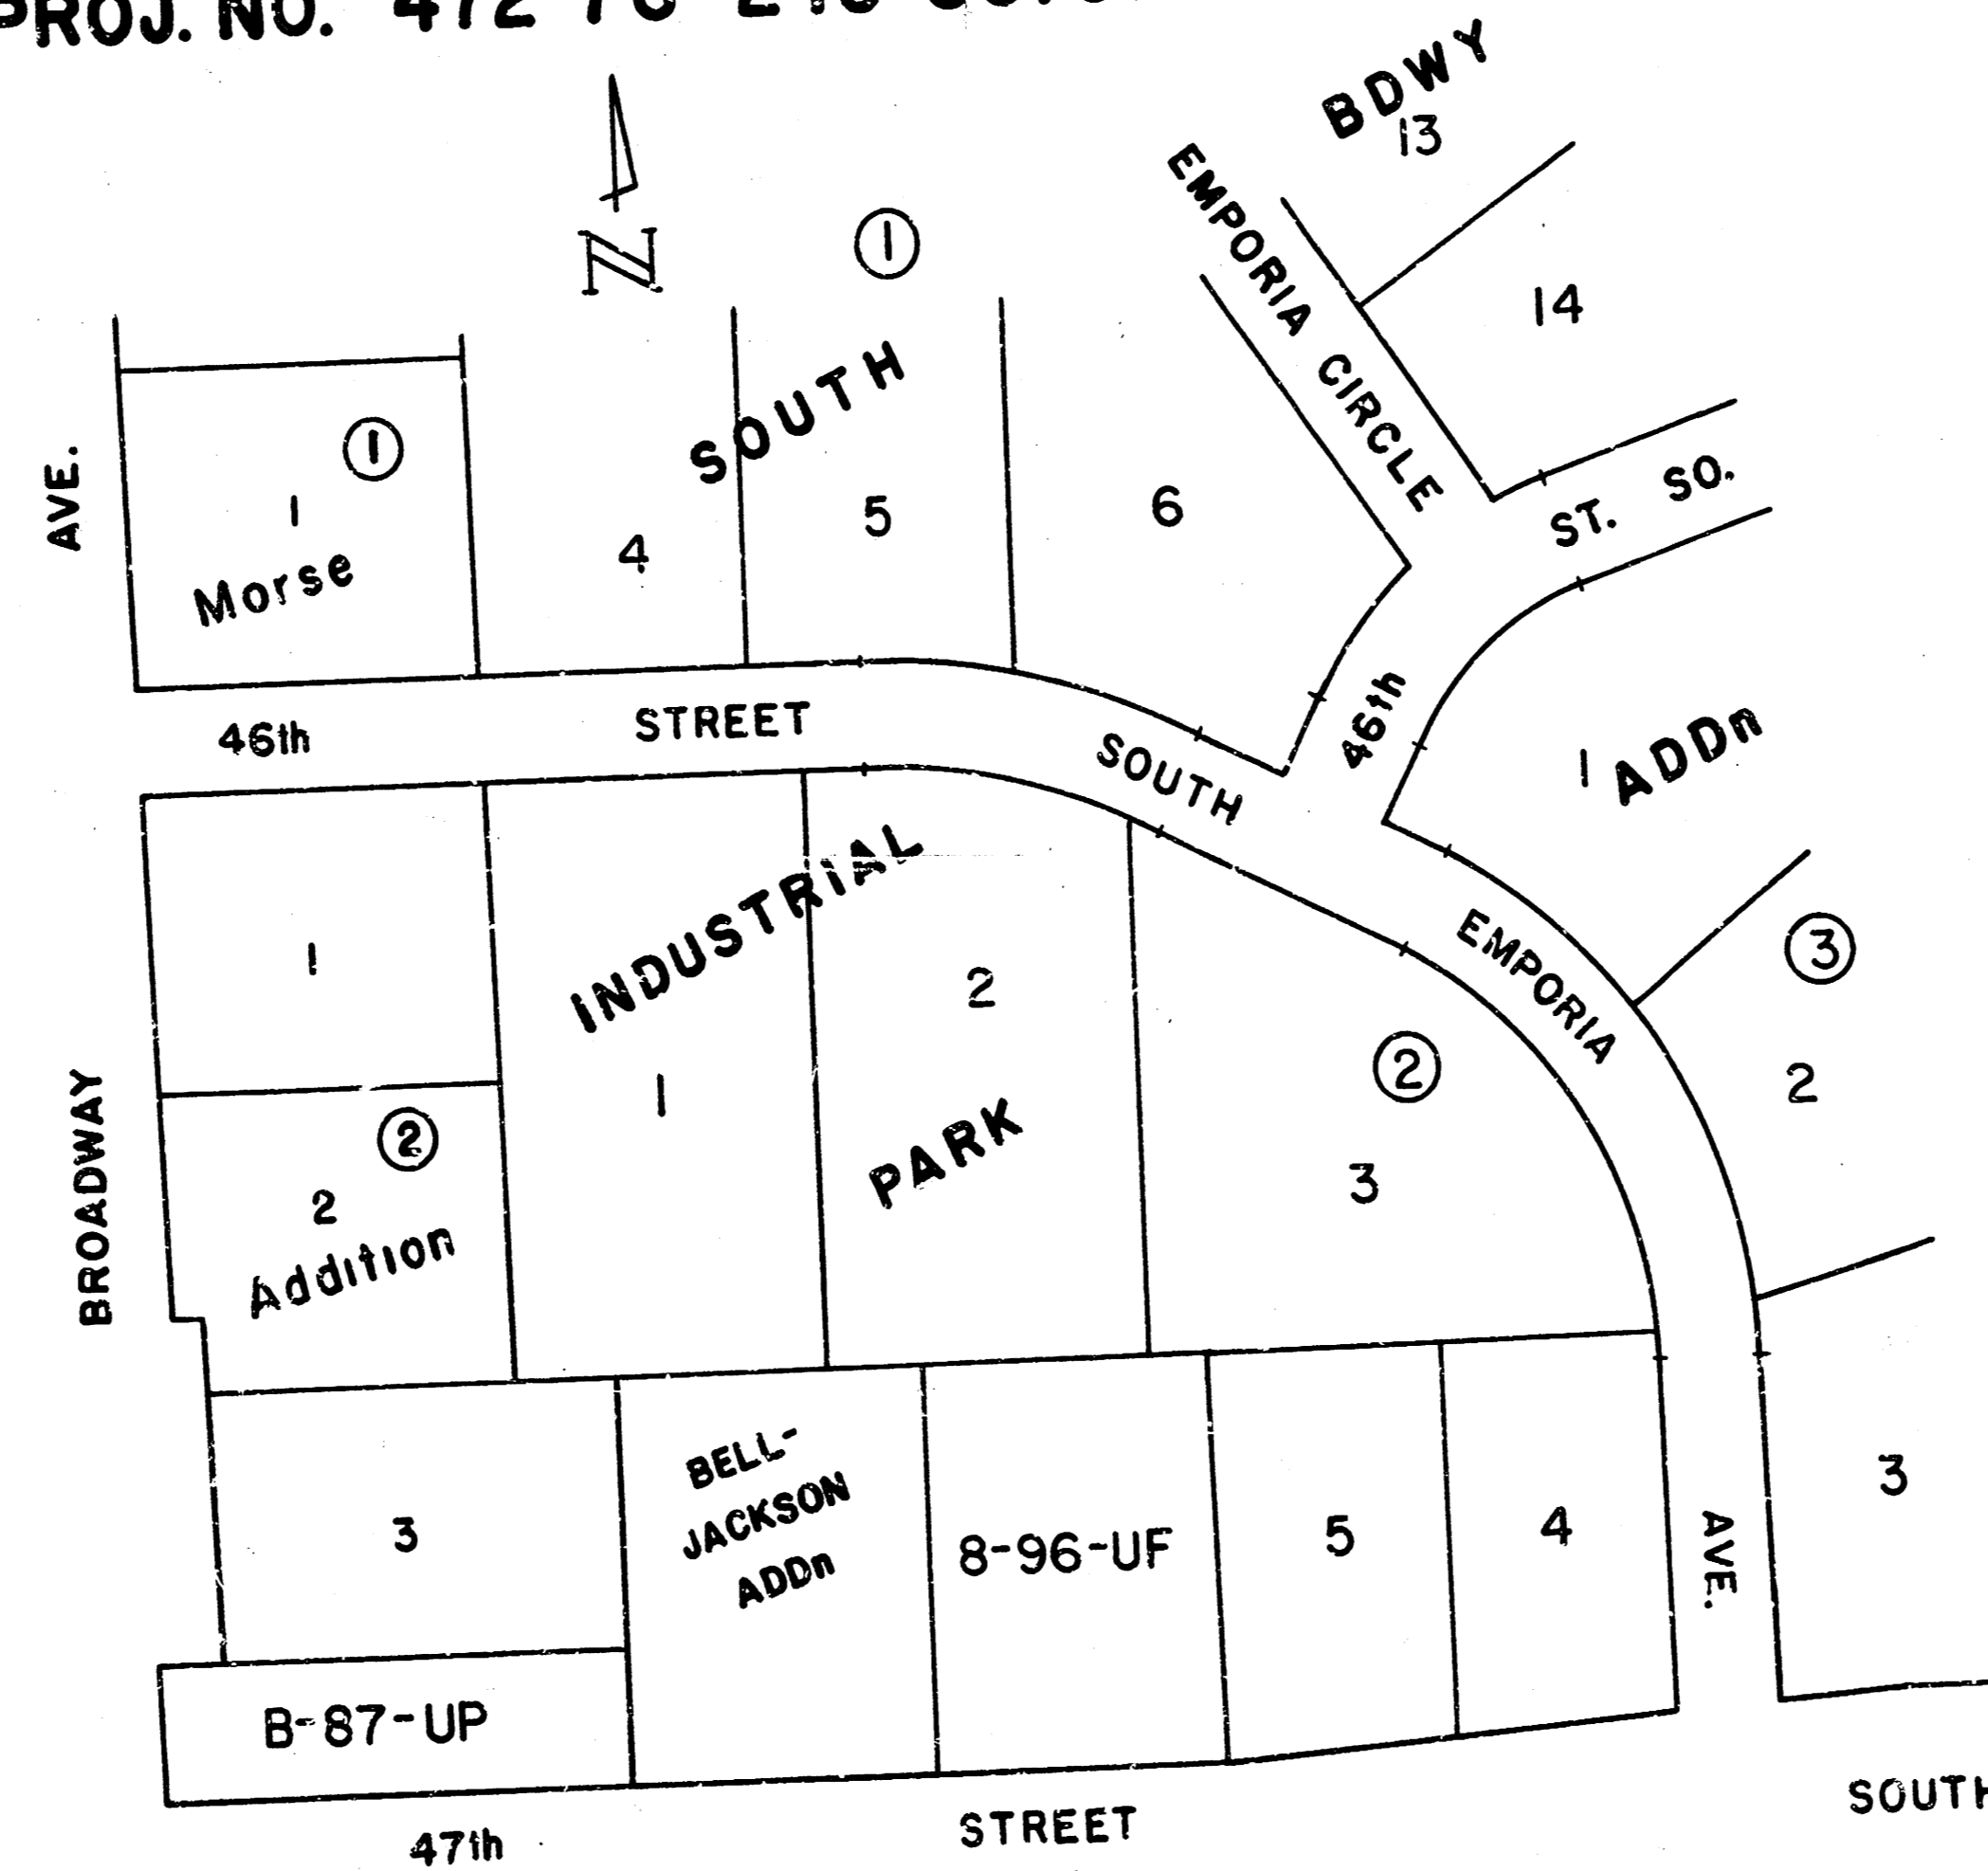 PROJ. NO. 472
BDWY
13
EMPORIA CIRCLE
14
N
1
SOUTH
AVE.
1
1
Morse
4
5
6
ST. SO.
46th STREET SOUTH
46th
1
ADDn
1
INDUSTRIAL
1
2
PARK
EMPORIA
3
2
2
3
BROADWAY
2
2
Addition
3
BELL-
JACKSON
ADDn
8-96-UF
5
4
AVE.
3
B-87-UP
47th STREET SOUTH